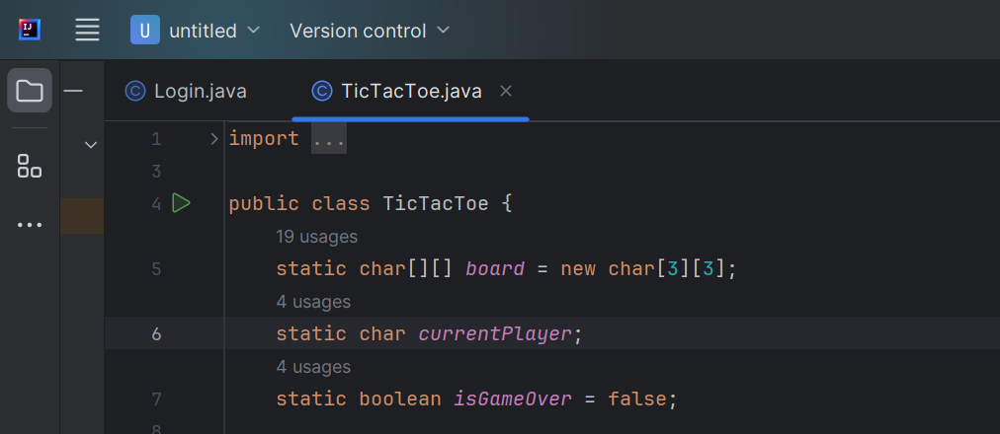 IJ U untitled Version control
Login.java TicTacToe.java
1 import ...
3
4 public class TicTacToe {
19 usages
5 static char[][] board = new char[3][3];
4 usages
6 static char currentPlayer;
4 usages
7 static boolean isGameOver = false;
8